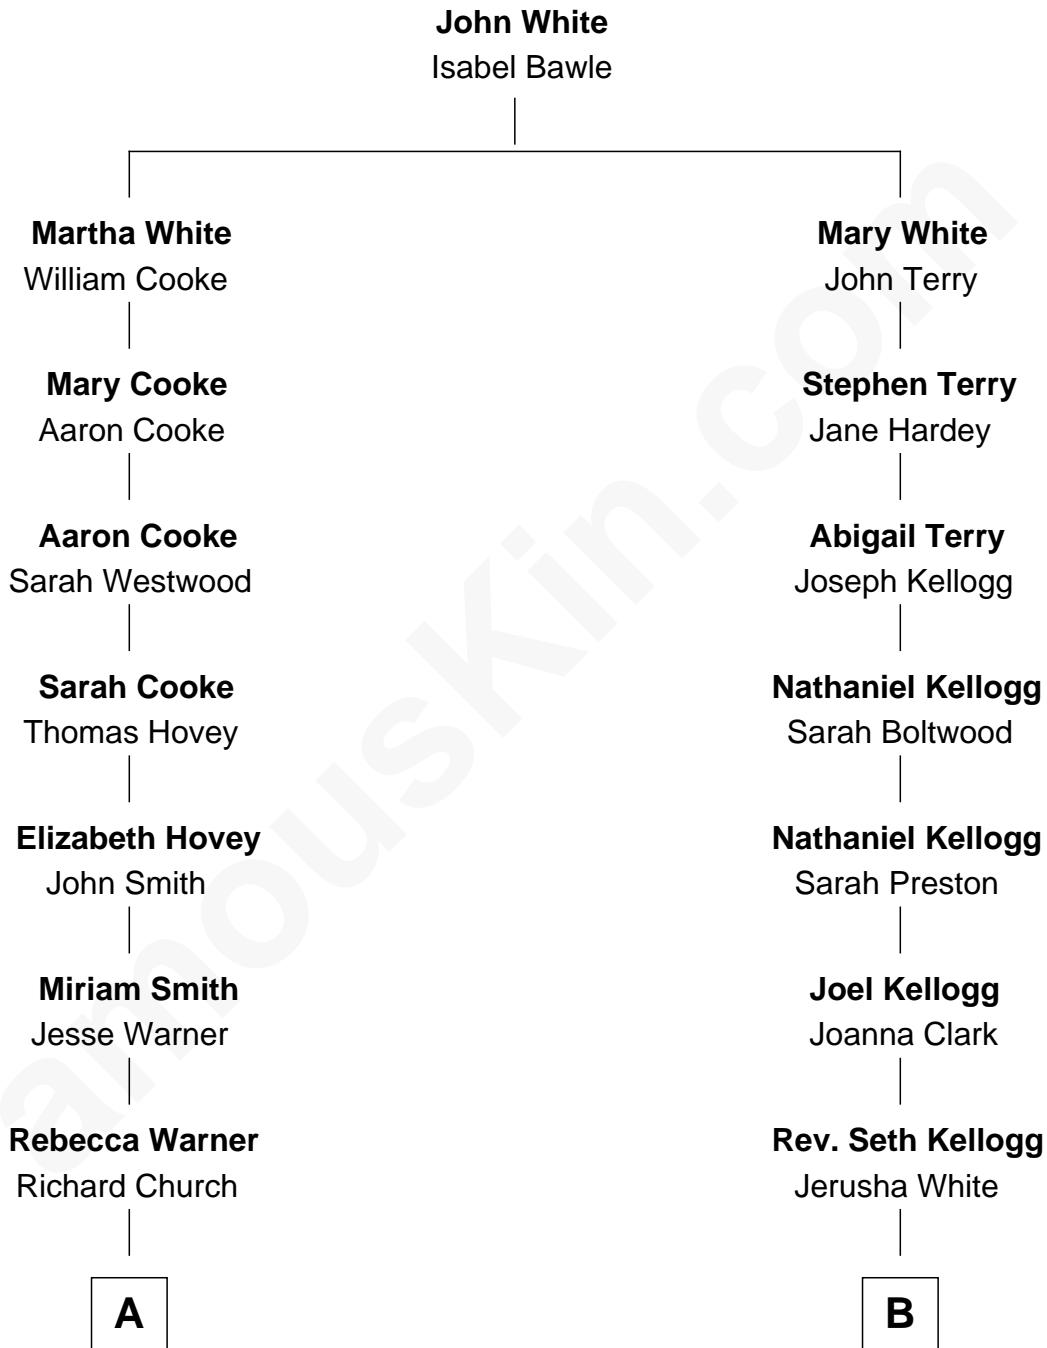 John White
Isabel Bawle
Martha White
William Cooke
Mary White
John Terry
Mary Cooke
Aaron Cooke
Stephen Terry
Jane Hardey
Aaron Cooke
Sarah Westwood
Abigail Terry
Joseph Kellogg
Sarah Cooke
Thomas Hovey
Nathaniel Kellogg
Sarah Boltwood
Elizabeth Hovey
John Smith
Nathaniel Kellogg
Sarah Preston
Miriam Smith
Jesse Warner
Joel Kellogg
Joanna Clark
Rebecca Warner
Richard Church
Rev. Seth Kellogg
Jerusha White
A
B
amousKin.com